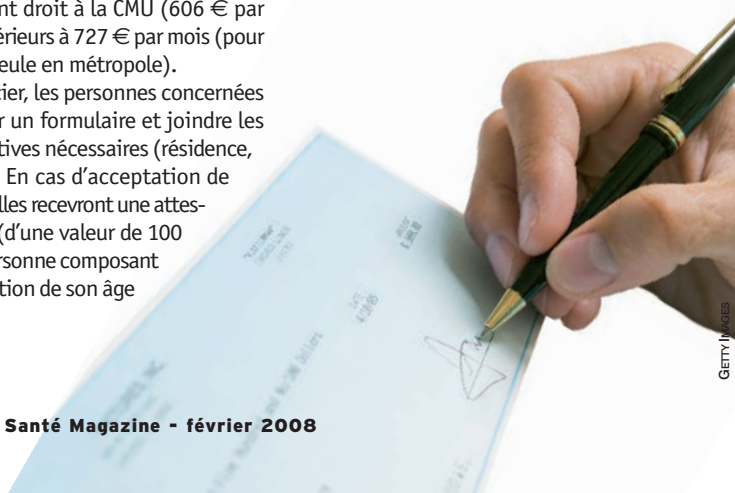 nt droit à la CMU (606 € par
érieurs à 727 € par mois (pour
eule en métropole).
cier, les personnes concernées
r un formulaire et joindre les
tives nécessaires (résidence,
En cas d’acceptation de
lles recevront une attes-
(d’une valeur de 100
rsonne composant
tion de son âge
GETTY IMAGES
Santé Magazine - février 2008